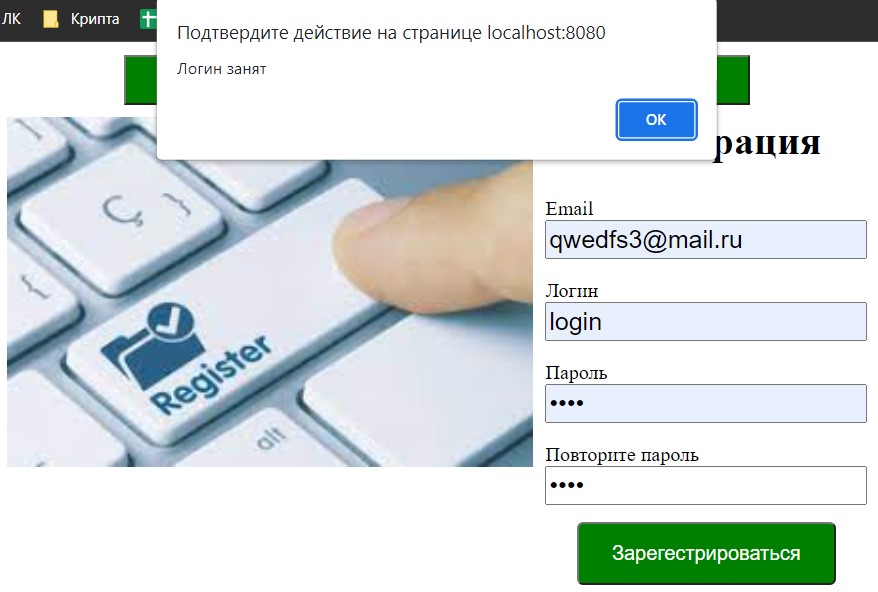 ЛК Крипта
Подтвердите действие на странице localhost:8080
Логин занят
ОК
рация
Email
qwedfs3@mail.ru
Логин
login
Пароль
••••
Повторите пароль
••••
Зарегестрироваться
Register
alt